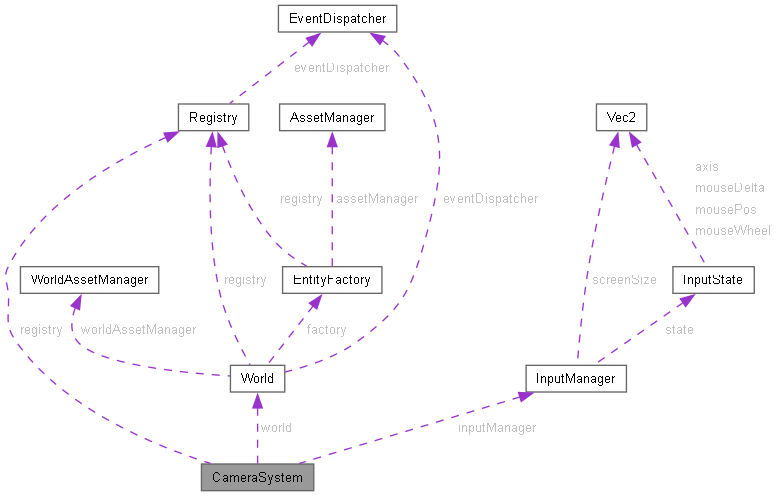 EventDispatcher
eventDispatcher
Registry
AssetManager
Vec2
axis
mouseDelta
mousePos
mouseWheel
registry
assetManager
eventDispatcher
WorldAssetManager
registry
EntityFactory
screenSize
InputState
registry
worldAssetManager
factory
state
World
InputManager
world
inputManager
CameraSystem